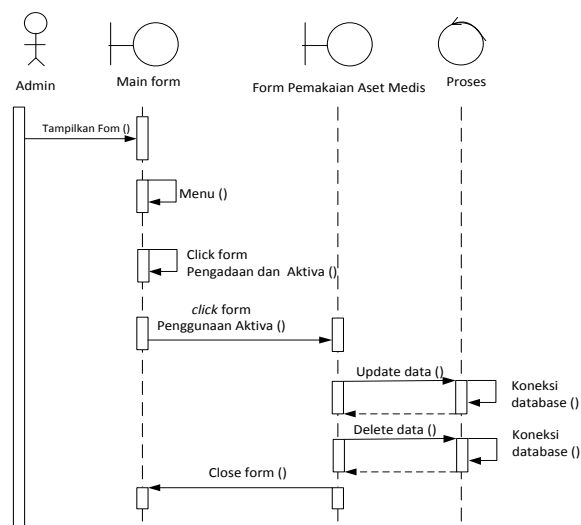 Admin
Main form
Form Pemakaian Aset Medis
Proses
Tampilkan Fom ()
Menu ()
Click form
Pengadaan dan Aktiva ()
click form
Penggunaan Aktiva ()
Update data ()
Koneksi
database ()
Delete data ()
Koneksi
database ()
Close form ()